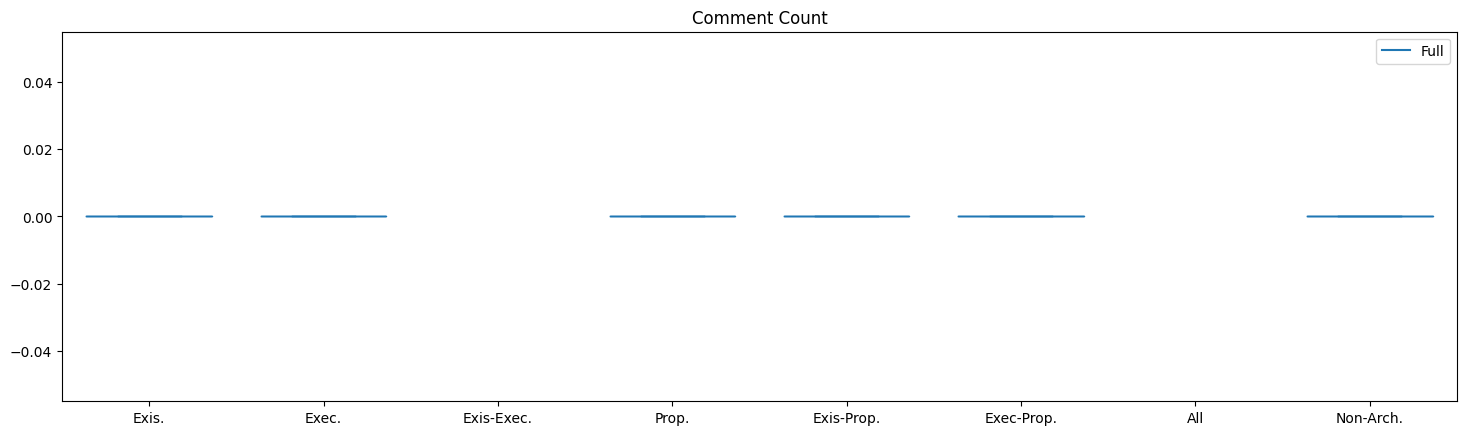 Comment Count
Full
0.04
0.02
0.00
−0.02
−0.04
Exis. Exec. Exis-Exec. Prop. Exis-Prop. Exec-Prop. All Non-Arch.